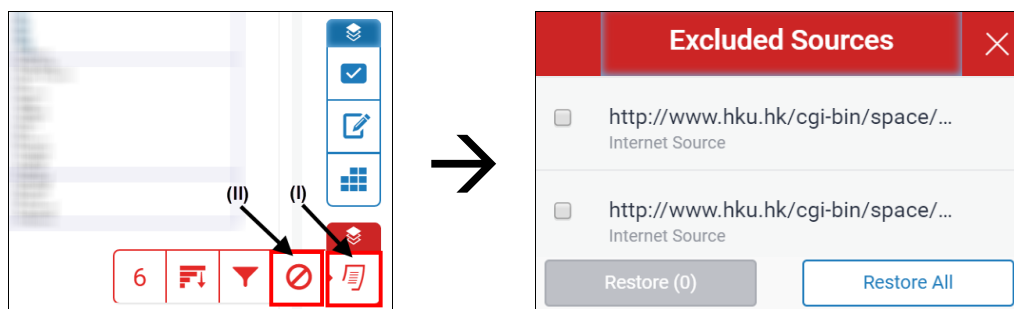 (II)
(I)
6
Excluded Sources
http://www.hku.hk/cgi-bin/space/...
Internet Source
http://www.hku.hk/cgi-bin/space/...
Internet Source
Restore (0)
Restore All